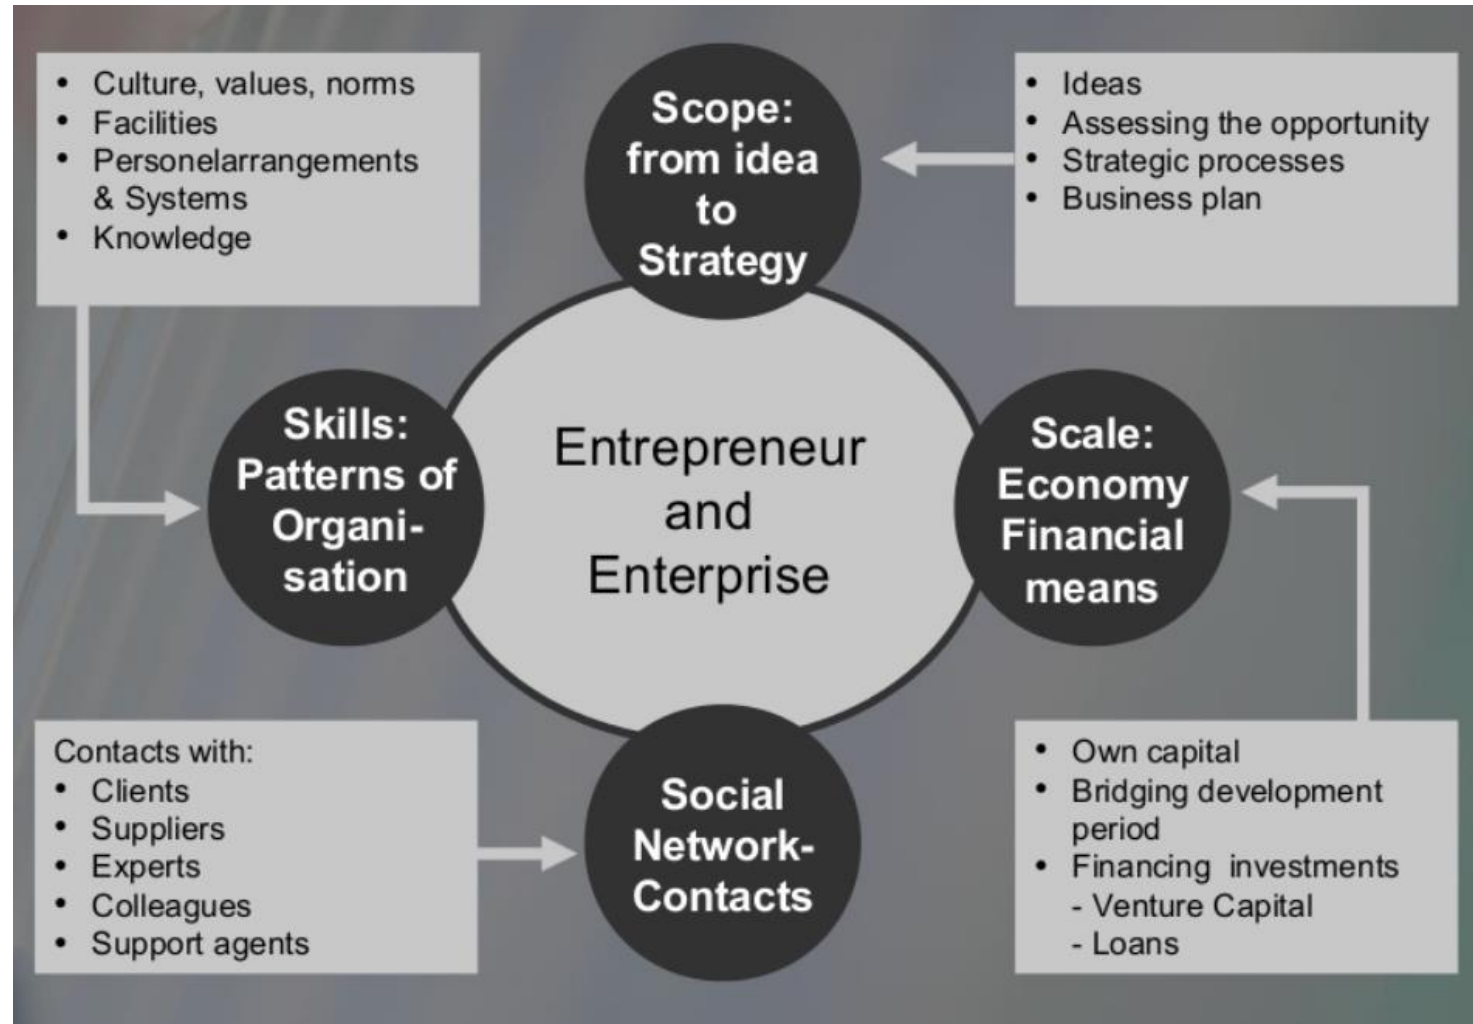 • Culture, values, norms
• Facilities
• Personelarrangements
& Systems
• Knowledge
Scope:
from idea
to
Strategy
• Ideas
• Assessing the opportunity
• Strategic processes
• Business plan
Skills:
Patterns of
Organi-
sation
Entrepreneur
and
Enterprise
Scale:
Economy
Financial
means
Contacts with:
• Clients
• Suppliers
• Experts
• Colleagues
• Support agents
Social
Network-
Contacts
• Own capital
• Bridging development
period
• Financing investments
- Venture Capital
- Loans